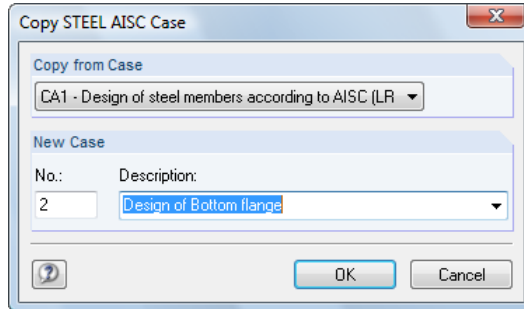 Copy STEEL AISC Case
Copy from Case
CA1 - Design of steel members according to AISC (LR
New Case
No.: Description:
2 Design of Bottom flange
OK Cancel